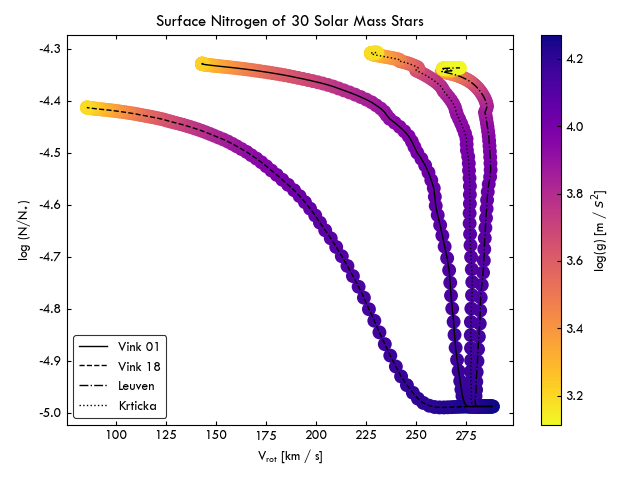 Surface Nitrogen of 30 Solar Mass Stars
-4.3
-4.4
-4.5
-4.6
-4.7
-4.8
-4.9
-5.0
log (N/N⋆)
100
125
150
175
200
225
250
275
V_rot [km / s]
Vink 01
Vink 18
Leuven
Krticka
4.2
4.0
3.8
3.6
3.4
3.2
log(g) [m / s²]